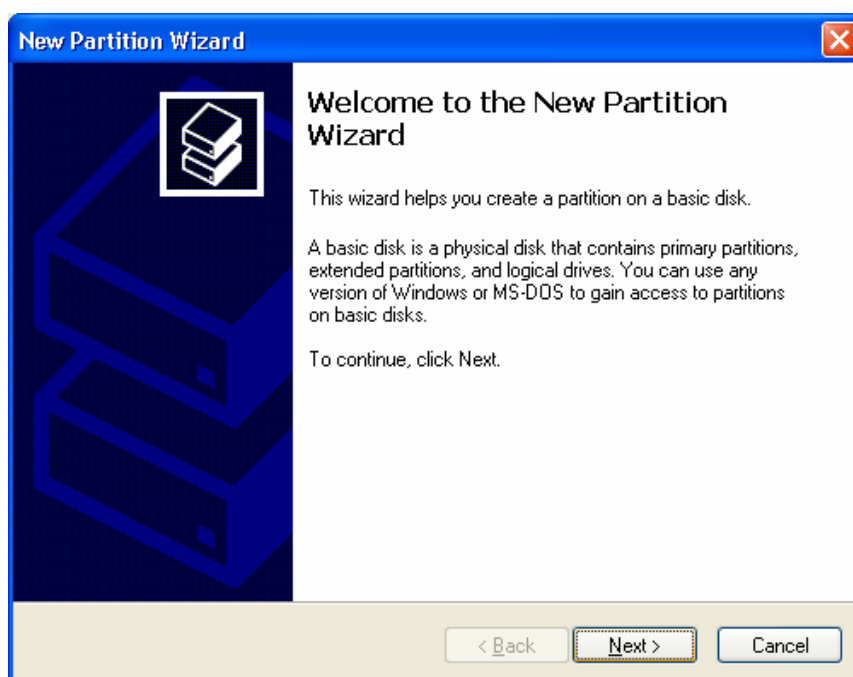 New Partition Wizard
Welcome to the New Partition
Wizard
This wizard helps you create a partition on a basic disk.
A basic disk is a physical disk that contains primary partitions,
extended partitions, and logical drives. You can use any
version of Windows or MS-DOS to gain access to partitions
on basic disks.
To continue, click Next.
< Back
Next >
Cancel